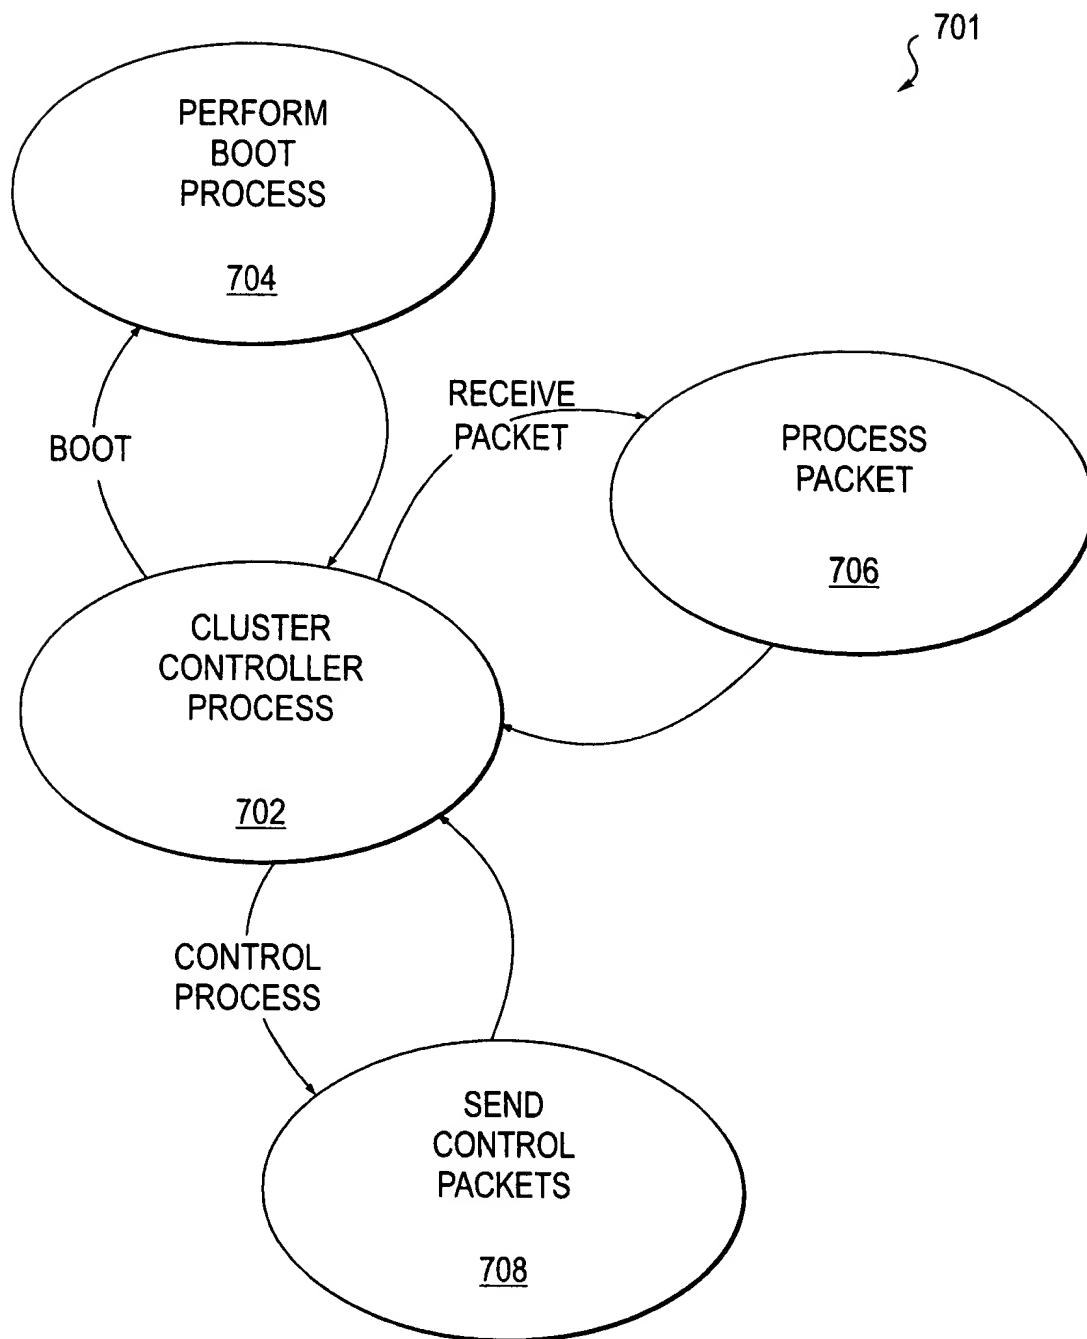 701
PERFORM
BOOT
PROCESS
704
BOOT
RECEIVE
PACKET
PROCESS
PACKET
706
CLUSTER
CONTROLLER
PROCESS
702
CONTROL
PROCESS
SEND
CONTROL
PACKETS
708